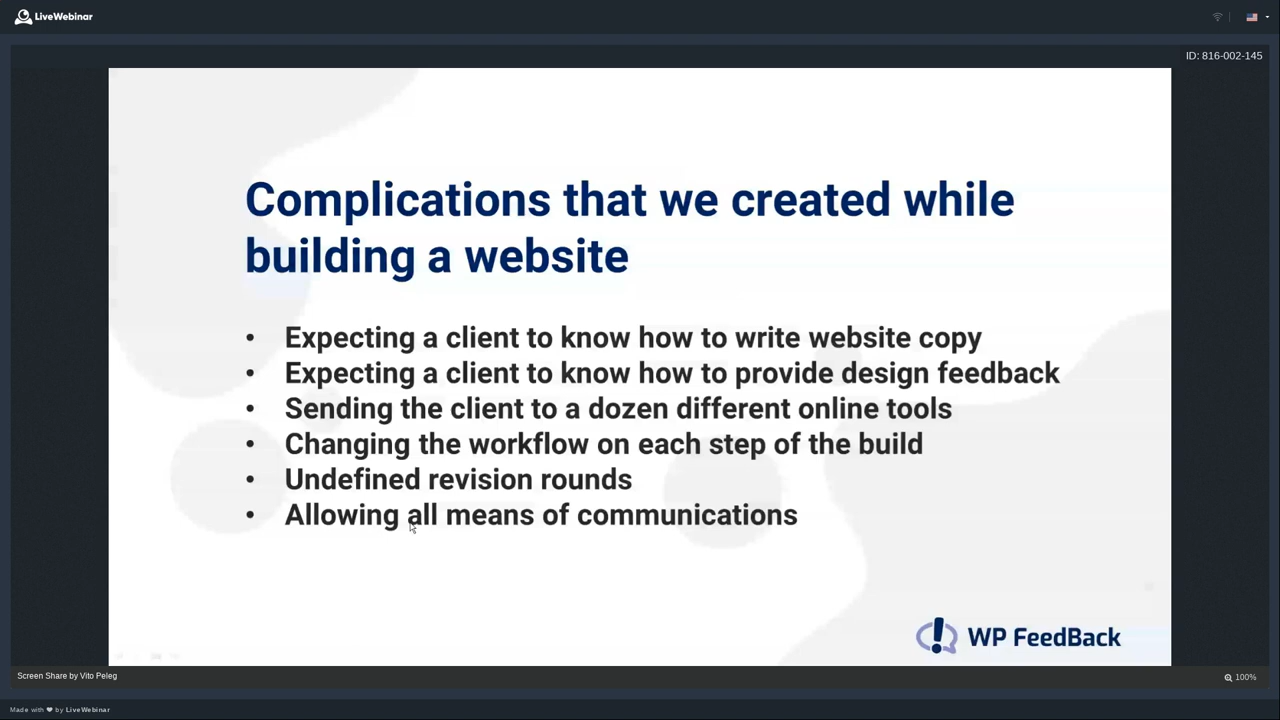 LiveWebinar
ID: 816-002-145
Complications that we created while
building a website
• Expecting a client to know how to write website copy
• Expecting a client to know how to provide design feedback
• Sending the client to a dozen different online tools
• Changing the workflow on each step of the build
• Undefined revision rounds
• Allowing all means of communications
WP FeedBack
Screen Share by Vito Peleg
100%
Made with ❤ by LiveWebinar